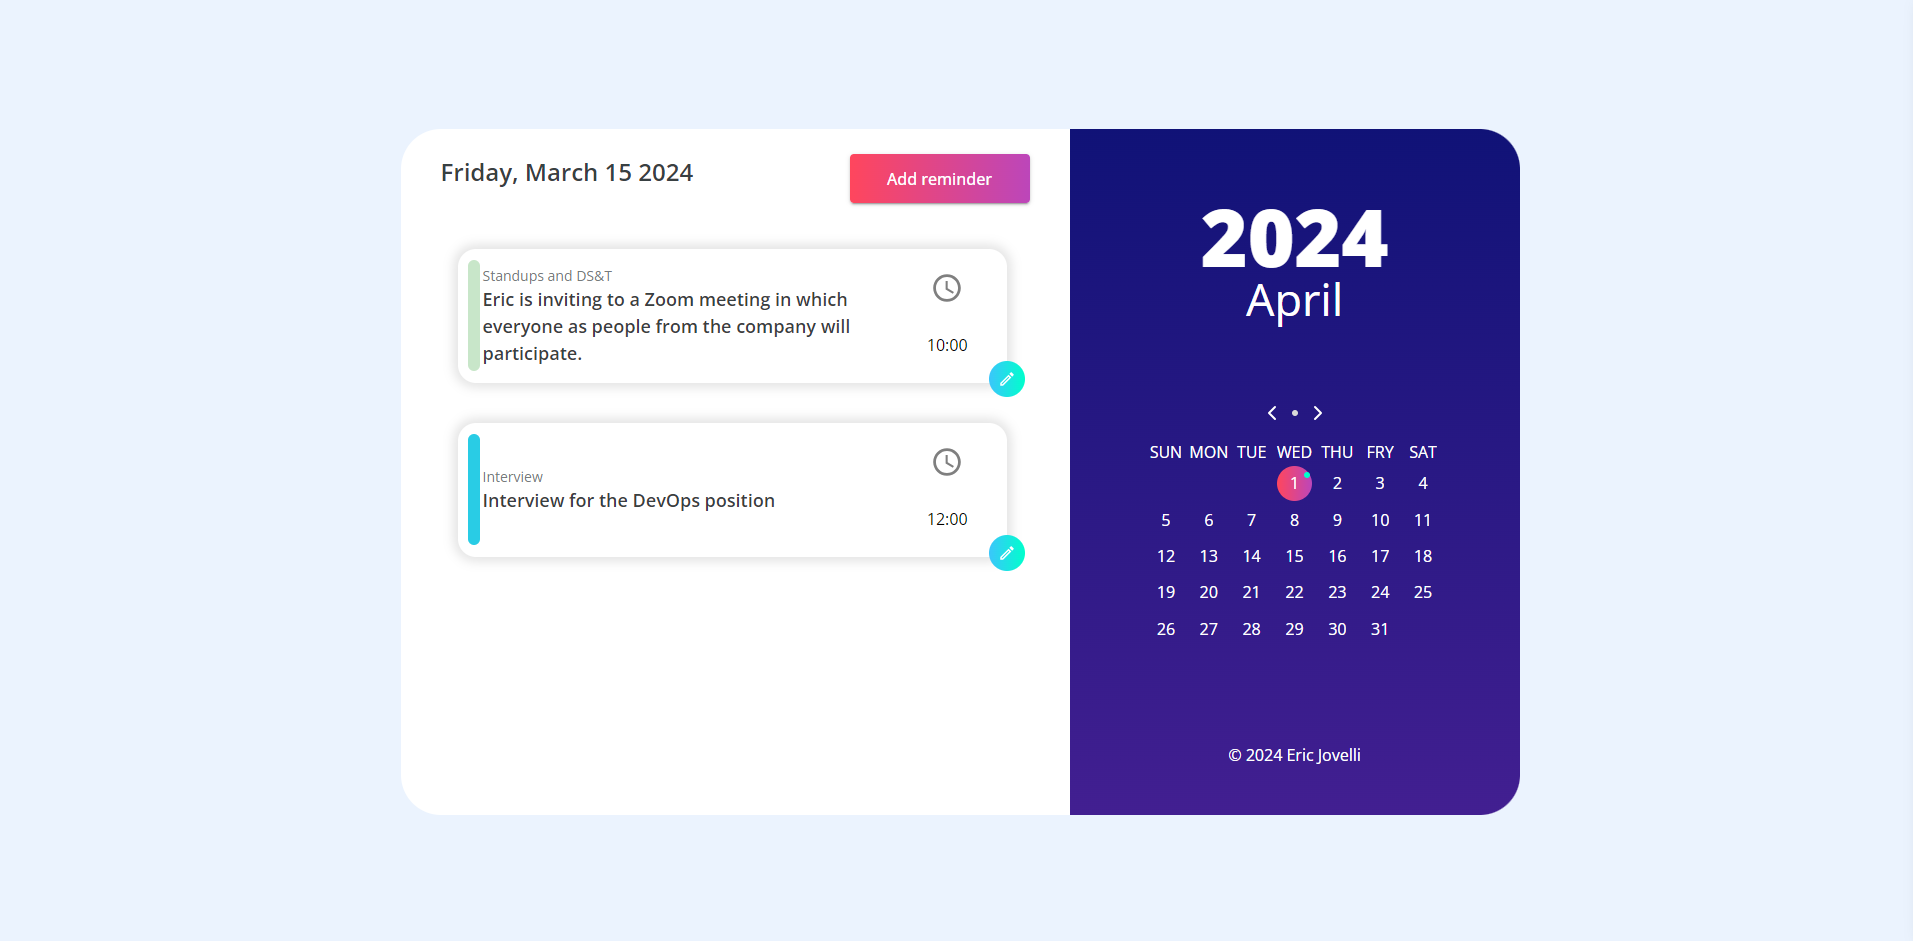 Friday, March 15 2024
Add reminder
Standups and DS&T
Eric is inviting to a Zoom meeting in which
everyone as people from the company will
participate.
10:00
Interview
Interview for the DevOps position
12:00
2024
April
SUN MON TUE WED THU FRY SAT
1 2 3 4
5 6 7 8 9 10 11
12 13 14 15 16 17 18
19 20 21 22 23 24 25
26 27 28 29 30 31
© 2024 Eric Jovelli